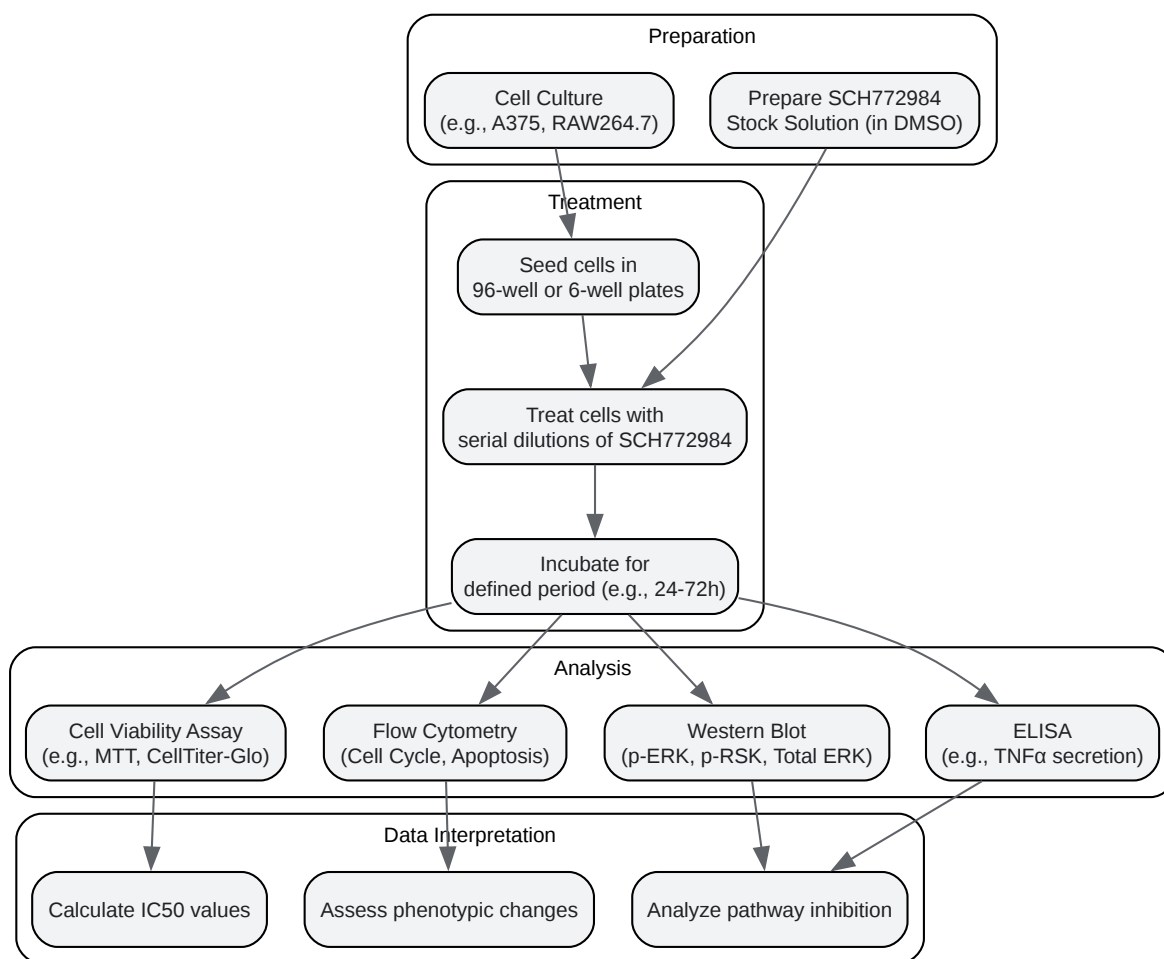 Preparation
Cell Culture
(e.g., A375, RAW264.7)
Prepare SCH772984
Stock Solution (in DMSO)
Treatment
Seed cells in
96-well or 6-well plates
Treat cells with
serial dilutions of SCH772984
Incubate for
defined period (e.g., 24-72h)
Analysis
Cell Viability Assay
(e.g., MTT, CellTiter-Glo)
Flow Cytometry
(Cell Cycle, Apoptosis)
Western Blot
(p-ERK, p-RSK, Total ERK)
ELISA
(e.g., TNFα secretion)
Data Interpretation
Calculate IC50 values
Assess phenotypic changes
Analyze pathway inhibition